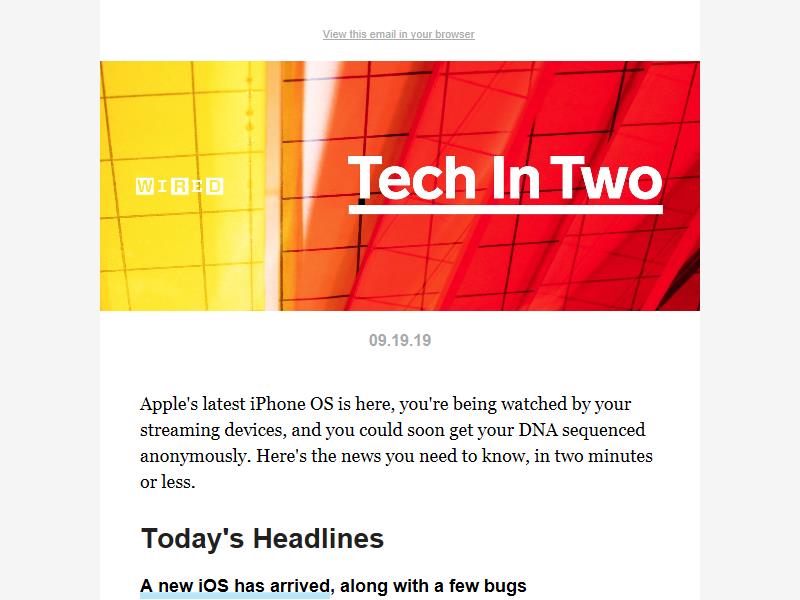 View this email in your browser
WIRED
Tech In Two
09.19.19
Apple's latest iPhone OS is here, you're being watched by your
streaming devices, and you could soon get your DNA sequenced
anonymously. Here's the news you need to know, in two minutes
or less.
Today's Headlines
A new iOS has arrived, along with a few bugs